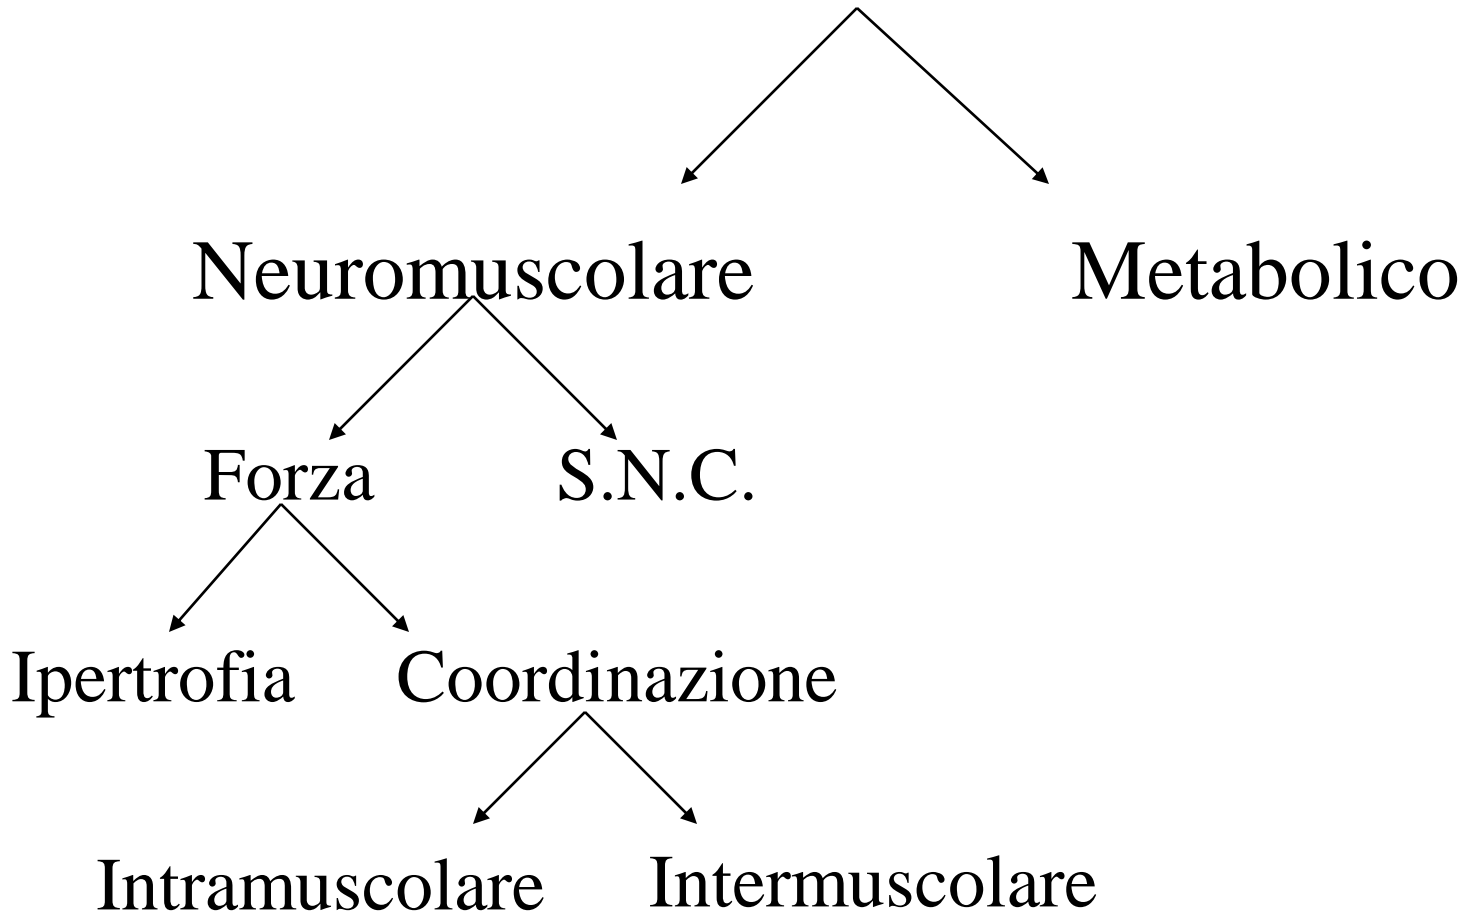 Neuromuscolare Metabolico
Forza S.N.C.
Ipertrofia Coordinazione
Intramuscolare Intermuscolare